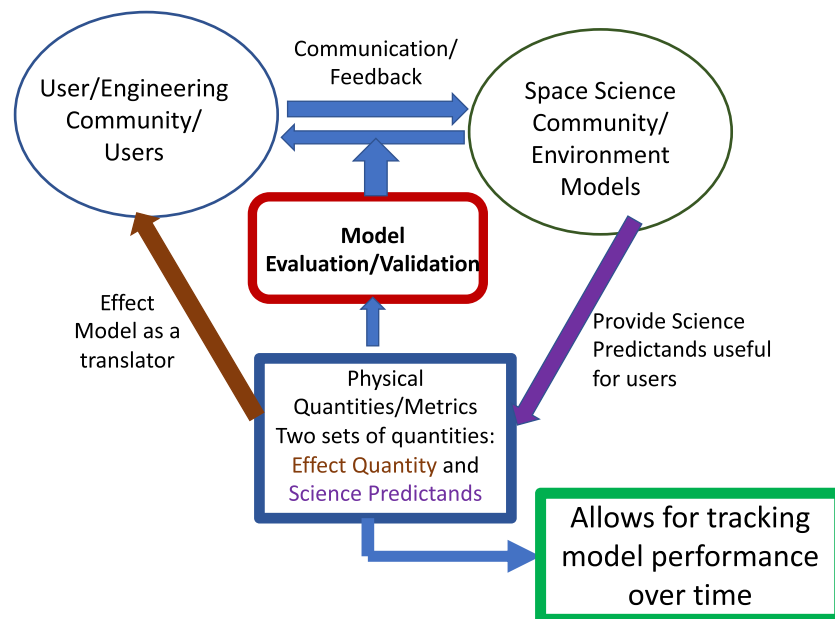 Communication/
Feedback
User/Engineering
Community/
Users
Space Science
Community/
Environment
Models
Model
Evaluation/Validation
Effect
Model as a
translator
Provide Science
Predictands useful
for users
Physical
Quantities/Metrics
Two sets of quantities:
Effect Quantity and
Science Predictands
Allows for tracking
model performance
over time